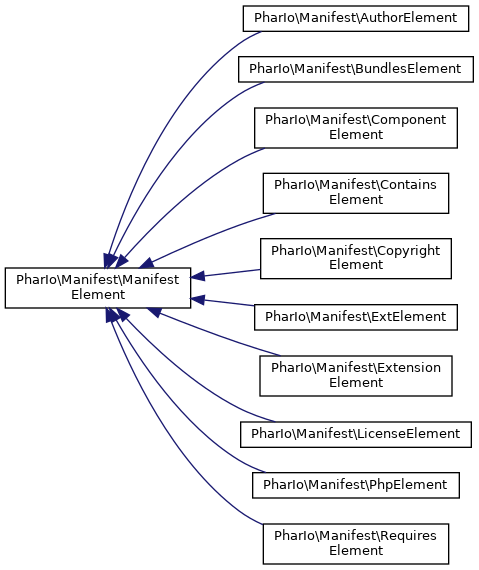 PharIo\Manifest\AuthorElement
PharIo\Manifest\BundlesElement
PharIo\Manifest\Component
Element
PharIo\Manifest\Contains
Element
PharIo\Manifest\Copyright
Element
PharIo\Manifest\Manifest
Element
PharIo\Manifest\ExtElement
PharIo\Manifest\Extension
Element
PharIo\Manifest\LicenseElement
PharIo\Manifest\PhpElement
PharIo\Manifest\Requires
Element